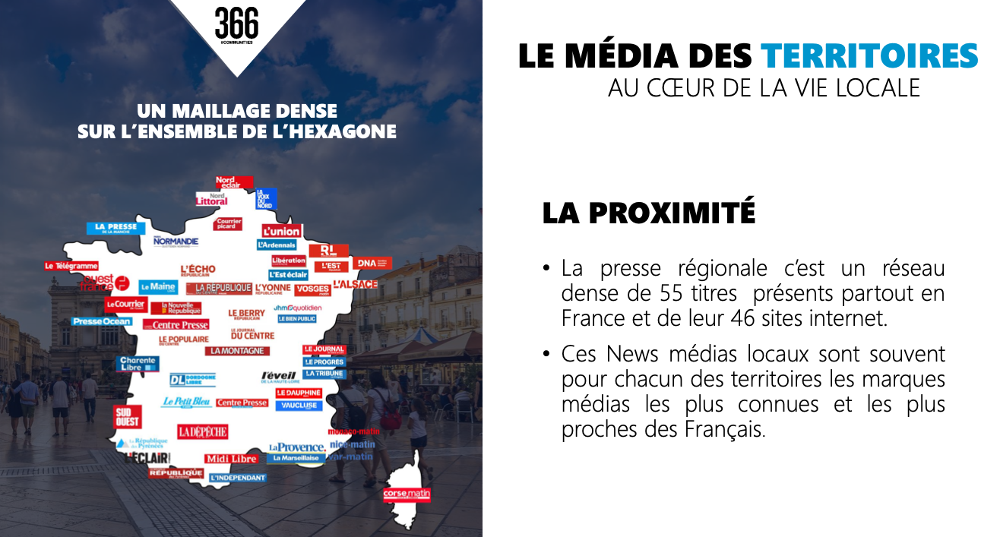 366
#COMMUNITIES
UN MAILLAGE DENSE
SUR L'ENSEMBLE DE L'HEXAGONE
Nord
éclair
Nord
Littoral
LA
VOIX
DU
NORD
Courrier
picard
LA PRESSE
DE LA MANCHE
NORMANDIE
L'union
L'Ardennais
RL
Libération
L'EST
DNA
Le Télégramme
L'ÉCHO
RÉPUBLICAIN
L'Est éclair
ouest
france
Le Maine
LA RÉPUBLIQUE
DU CENTRE
L'YONNE
RÉPUBLICAINE
VOSGES
matin
L'ALSACE
Le Courrier
la Nouvelle
République
LE BERRY
RÉPUBLICAIN
jhm quotidien
LE BIEN PUBLIC
Presse Océan
Centre Presse
LE POPULAIRE
DU CENTRE
LE JOURNAL
DU CENTRE
LA MONTAGNE
LE JOURNAL
LE PROGRES
LA TRIBUNE
Charente
Libre
DL DORDOGNE
LIBRE
l'éveil
DE LA HAUTE-LOIRE
Le Petit Bleu
Centre Presse
LE DAUPHINÉ
VAUCLUSE
SUD
OUEST
LA DÉPÊCHE
monaco-matin
La République
des Pyrénées
LaProvence.
nice-matin
L'ÉCLAIR
Midi Libre
La Marseillaise
var-matin
RÉPUBLIQUE
L'INDEPENDANT
corse matin
LE MÉDIA DES TERRITOIRES
AU CŒUR DE LA VIE LOCALE
LA PROXIMITÉ
• La presse régionale c'est un réseau
dense de 55 titres présents partout en
France et de leur 46 sites internet.
• Ces News médias locaux sont souvent
pour chacun des territoires les marques
médias les plus connues et les plus
proches des Français.